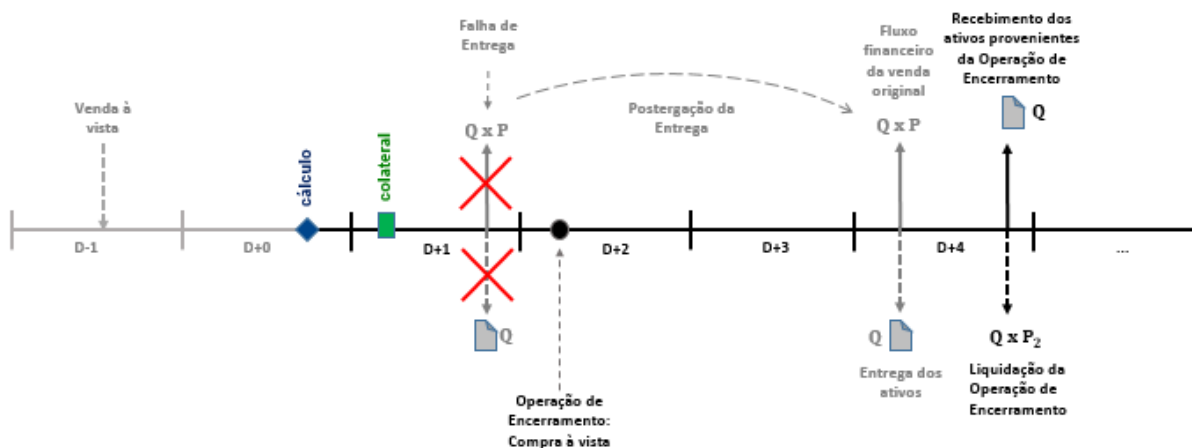 Falha de
Entrega
Fluxo
financeiro
da venda
original
Recebimento dos
ativos provenientes
da Operação de
Encerramento
Venda à
vista
Postergação da
Entrega
Q
Q x P
Q x P
cálculo
colateral
D-1
D+0
D+1
D+2
D+3
D+4
...
Q
Q
Q x P₂
Entrega dos
ativos
Liquidação da
Operação de
Encerramento
Operação de
Encerramento:
Compra à vista